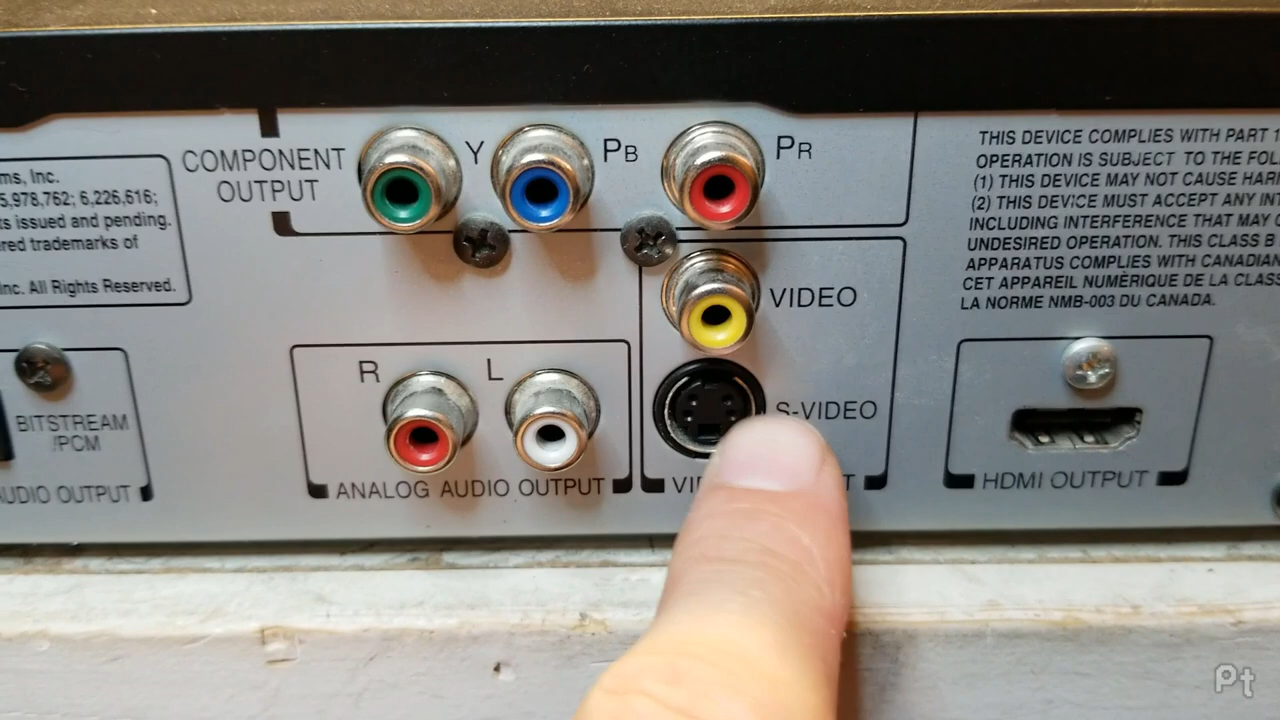 COMPONENT
OUTPUT
Y
PB
PR
ms, Inc.
5,978,762; 6,226,616;
ts issued and pending.
red trademarks of
Inc. All Rights Reserved.
BITSTREAM
/PCM
AUDIO OUTPUT
R
L
ANALOG AUDIO OUTPUT
VIDEO
S-VIDEO
HDMI OUTPUT
THIS DEVICE COMPLIES WITH PART 1
OPERATION IS SUBJECT TO THE FOL
(1) THIS DEVICE MAY NOT CAUSE HAR
(2) THIS DEVICE MUST ACCEPT ANY INT
INCLUDING INTERFERENCE THAT MAY
UNDESIRED OPERATION. THIS CLASS B
APPARATUS COMPLIES WITH CANADIAN
CET APPAREIL NUMÈRIQUE DE LA CLASS
LA NORME NMB-003 DU CANADA.
Pt